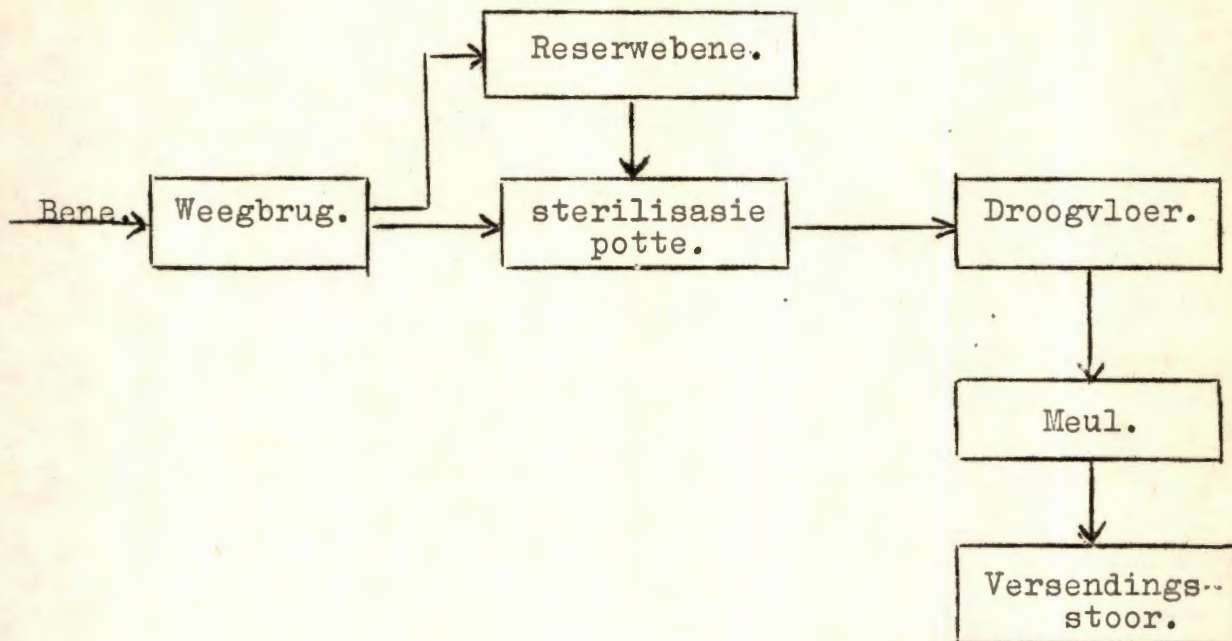 Reserwebene.
Bene.
Weegbrug.
sterilisasie
potte.
Droogvloer.
Meul.
Versendings-
stoor.